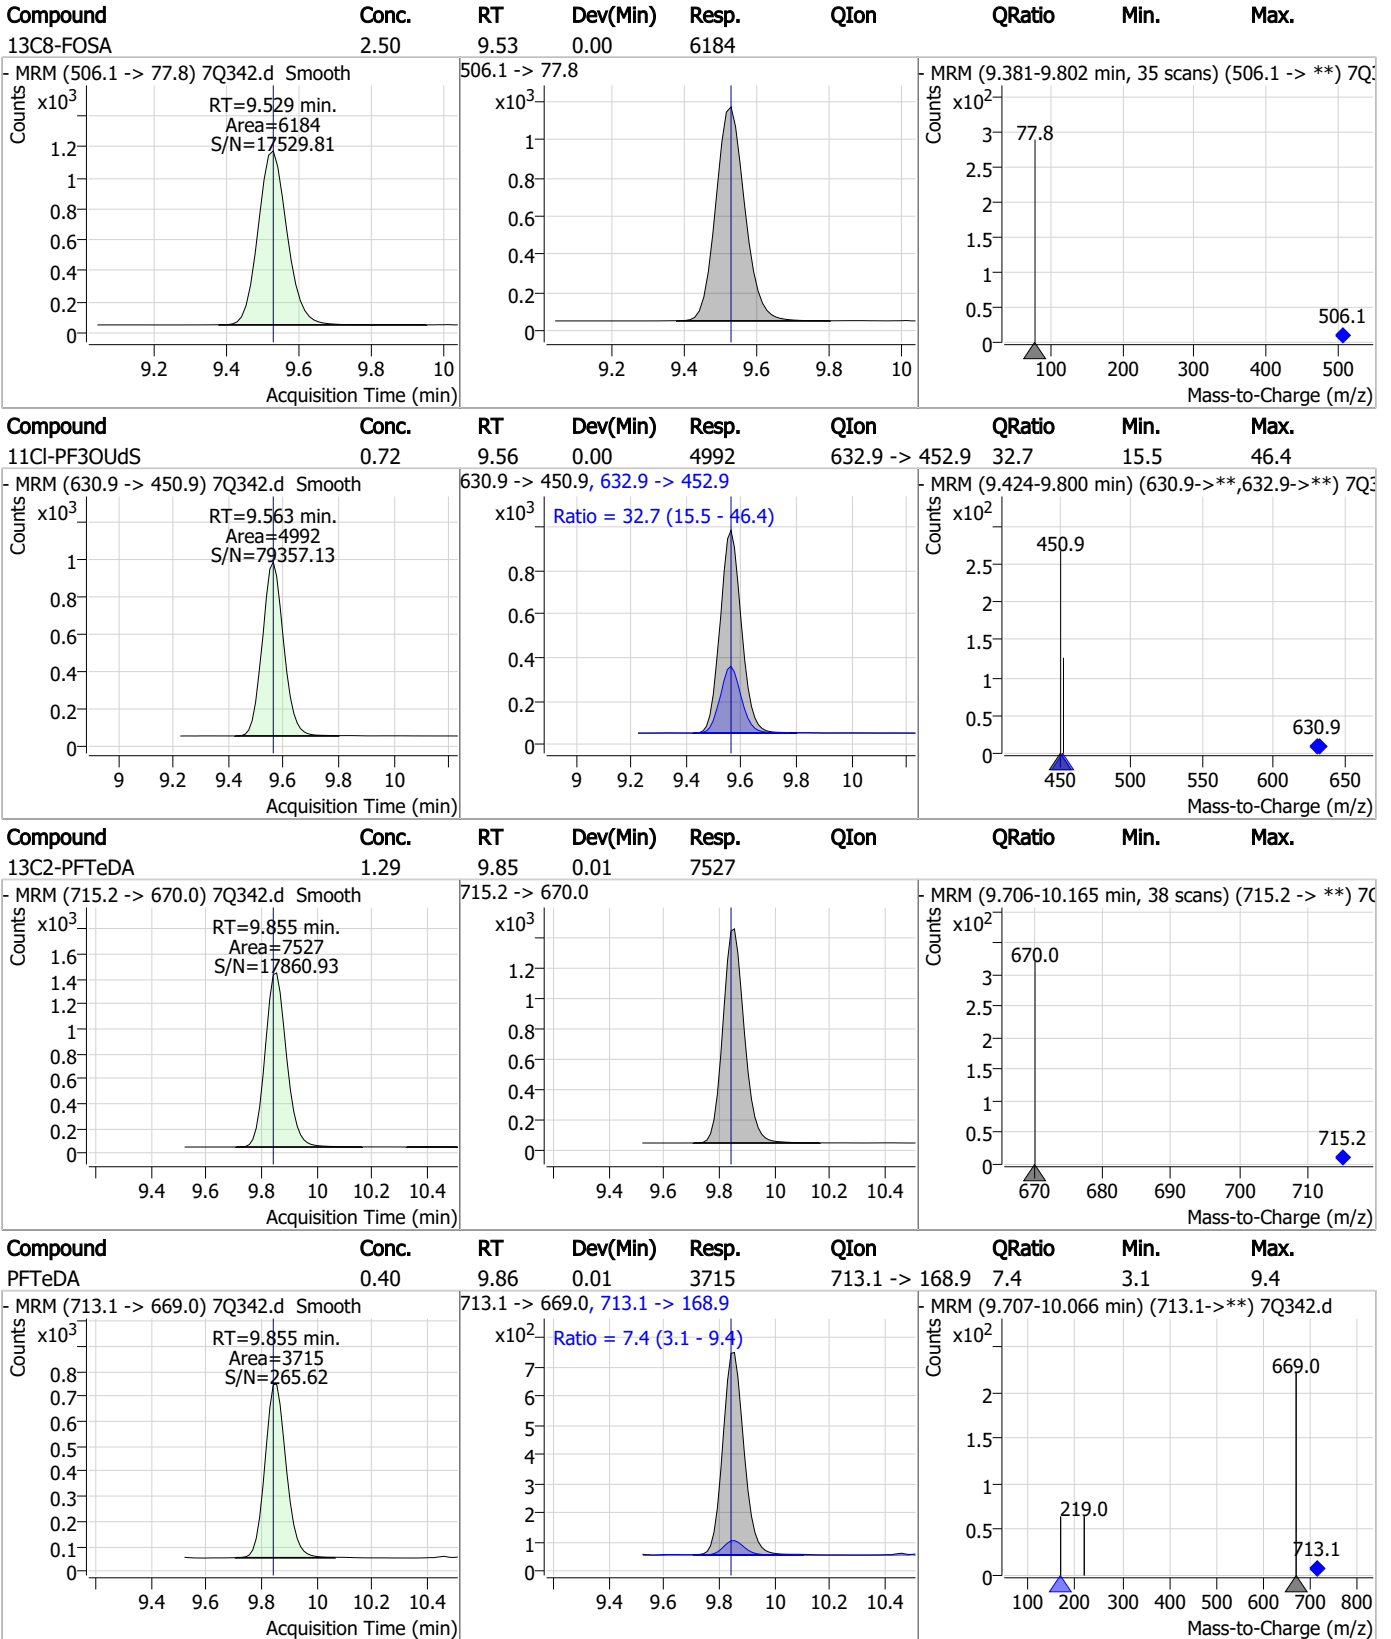 Compound Conc. RT Dev(Min) Resp. QIon QRatio Min. Max.
13C8-FOSA 2.50 9.53 0.00 6184
- MRM (506.1 -> 77.8) 7Q342.d Smooth
Counts
x10³
RT=9.529 min.
Area=6184
S/N=17529.81
1.2
1
0.8
0.6
0.4
0.2
0
9.2 9.4 9.6 9.8 10
Acquisition Time (min)
506.1 -> 77.8
x10³
1
0.8
0.6
0.4
0.2
0
9.2 9.4 9.6 9.8 10
- MRM (9.381-9.802 min, 35 scans) (506.1 -> **)
Counts
x10²
77.8
506.1
3
2.5
2
1.5
1
0.5
0
100 200 300 400 500
Mass-to-Charge (m/z)
Compound Conc. RT Dev(Min) Resp. QIon QRatio Min. Max.
11Cl-PF3OUdS 0.72 9.56 0.00 4992 632.9 -> 452.9 32.7 15.5 46.4
- MRM (630.9 -> 450.9) 7Q342.d Smooth
Counts
x10³
RT=9.563 min.
Area=4992
S/N=79357.13
1
0.8
0.6
0.4
0.2
0
9 9.2 9.4 9.6 9.8 10
Acquisition Time (min)
630.9 -> 450.9, 632.9 -> 452.9
x10³
Ratio = 32.7 (15.5 - 46.4)
0.8
0.6
0.4
0.2
0
9 9.2 9.4 9.6 9.8 10
- MRM (9.424-9.800 min) (630.9->**,632.9->**)
Counts
x10²
450.9
630.9
2.5
2
1.5
1
0.5
0
450 500 550 600 650
Mass-to-Charge (m/z)
Compound Conc. RT Dev(Min) Resp. QIon QRatio Min. Max.
13C2-PFTeDA 1.29 9.85 0.01 7527
- MRM (715.2 -> 670.0) 7Q342.d Smooth
Counts
x10³
RT=9.855 min.
Area=7527
S/N=17860.93
1.6
1.4
1.2
1
0.8
0.6
0.4
0.2
0
9.4 9.6 9.8 10 10.2 10.4
Acquisition Time (min)
715.2 -> 670.0
x10³
1.2
1
0.8
0.6
0.4
0.2
0
9.4 9.6 9.8 10 10.2 10.4
- MRM (9.706-10.165 min, 38 scans) (715.2 -> **)
Counts
x10²
670.0
715.2
3
2.5
2
1.5
1
0.5
0
670 680 690 700 710
Mass-to-Charge (m/z)
Compound Conc. RT Dev(Min) Resp. QIon QRatio Min. Max.
PFTeDA 0.40 9.86 0.01 3715 713.1 -> 168.9 7.4 3.1 9.4
- MRM (713.1 -> 669.0) 7Q342.d Smooth
Counts
x10³
RT=9.855 min.
Area=3715
S/N=265.62
0.8
0.7
0.6
0.5
0.4
0.3
0.2
0.1
0
9.4 9.6 9.8 10 10.2 10.4
Acquisition Time (min)
713.1 -> 669.0, 713.1 -> 168.9
x10²
Ratio = 7.4 (3.1 - 9.4)
7
6
5
4
3
2
1
0
9.4 9.6 9.8 10 10.2 10.4
- MRM (9.707-10.066 min) (713.1->**) 7Q342.d
Counts
x10²
669.0
219.0
713.1
2
1.5
1
0.5
0
100 200 300 400 500 600 700 800
Mass-to-Charge (m/z)